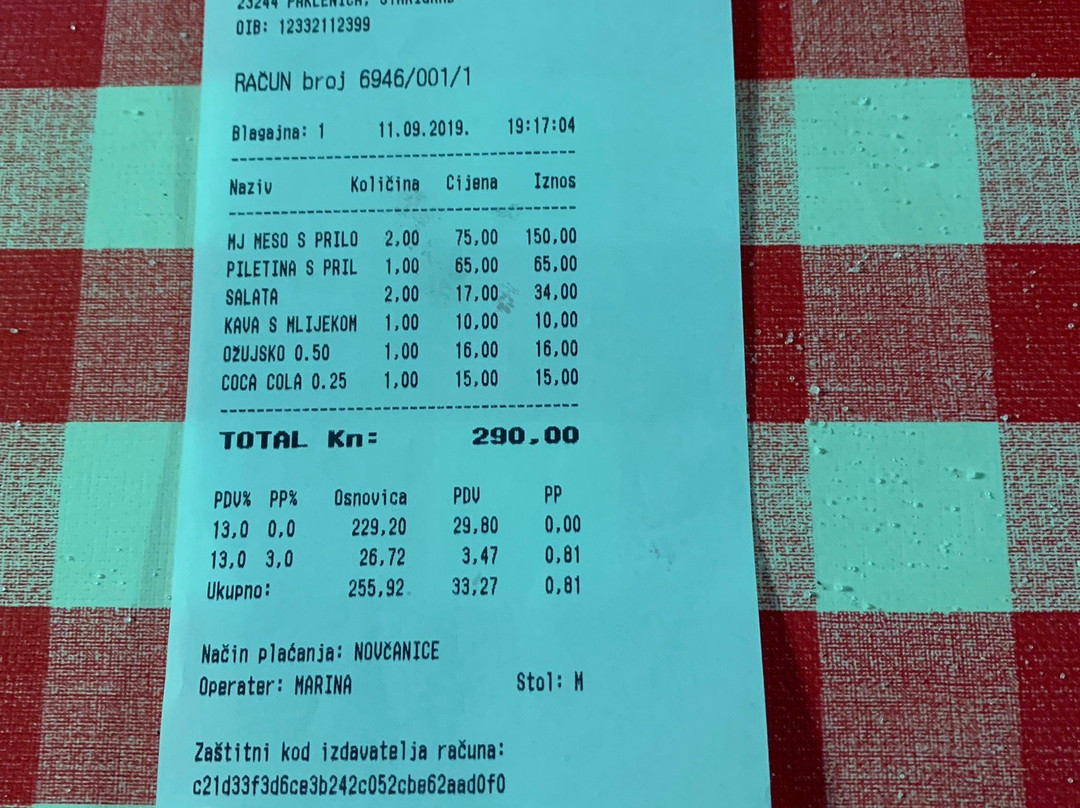 23244 PAKLENICA, STARIGRAD
OIB: 12332112399
RAČUN broj 6946/001/1
Blagajna: 1 11.09.2019. 19:17:04
Naziv Količina Cijena Iznos
MJ MESO S PRILO 2,00 75,00 150,00
PILETINA S PRIL 1,00 65,00 65,00
SALATA 2,00 17,00 34,00
KAVA S MLIJEKOM 1,00 10,00 10,00
OŽUJSKO 0.50 1,00 16,00 16,00
COCA COLA 0.25 1,00 15,00 15,00
TOTAL Kn: 290,00
PDV% PP% Osnovica PDV PP
13,0 0,0 229,20 29,80 0,00
13,0 3,0 26,72 3,47 0,81
Ukupno: 255,92 33,27 0,81
Način plaćanja: NOVČANICE
Operater: MARINA Stol: M
Zaštitni kod izdavatelja računa:
c21d33f3d6ce3b242c052cbe62aad0f0